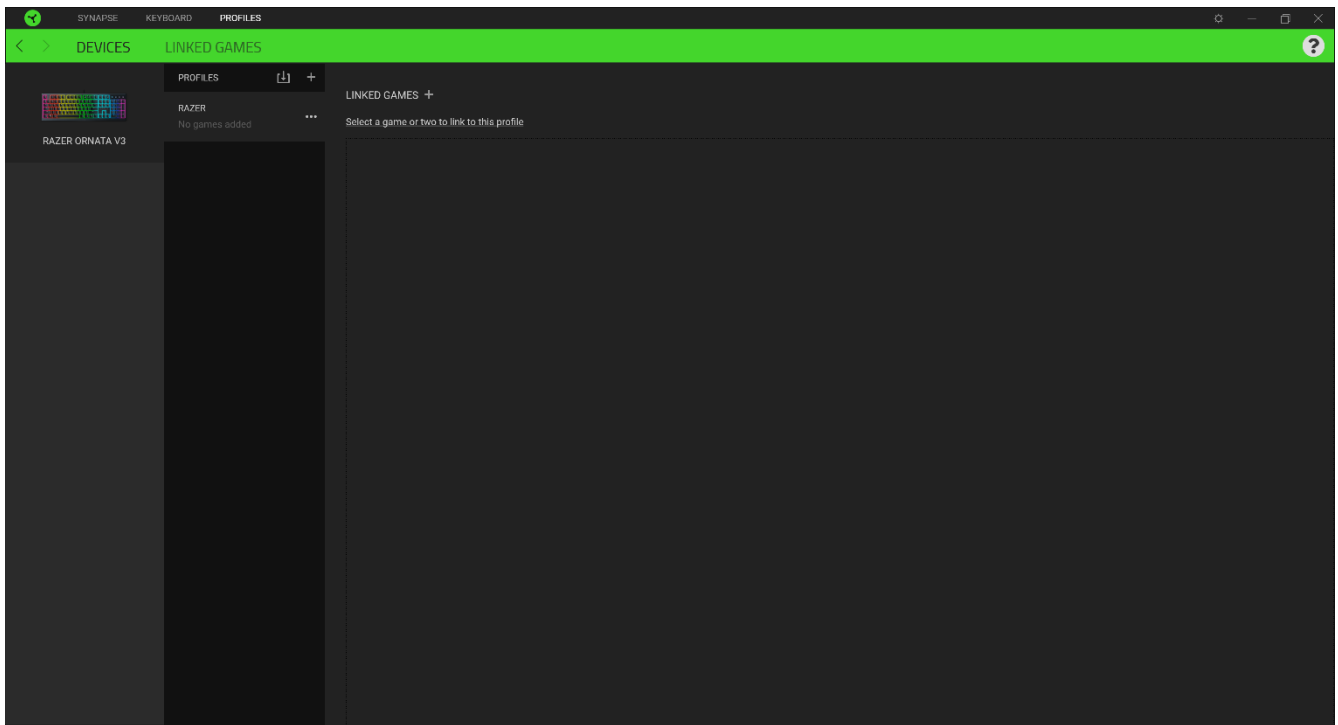 SYNAPSE KEYBOARD PROFILES
DEVICES LINKED GAMES ?
RAZER ORNATA V3
PROFILES
RAZER
No games added
LINKED GAMES +
Select a game or two to link to this profile